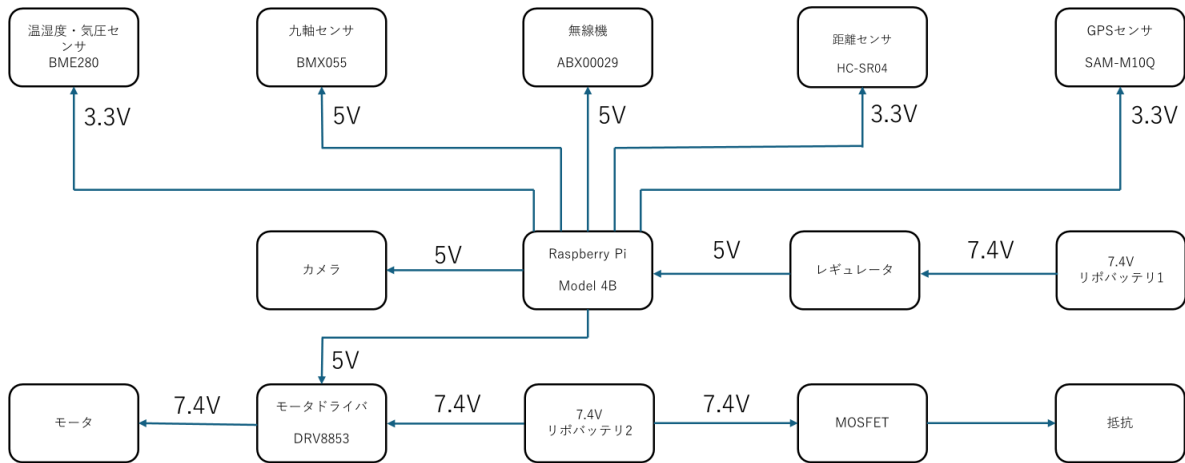 温湿度・気圧セ
ンサ
BME280
九軸センサ
BMX055
無線機
ABX00029
距離センサ
HC-SR04
GPSセンサ
SAM-M10Q
3.3V
5V
5V
3.3V
3.3V
カメラ
5V
Raspberry Pi
Model 4B
5V
レギュレータ
7.4V
7.4V
リポバッテリ1
5V
モータ
7.4V
モータドライバ
DRV8853
7.4V
7.4V
リポバッテリ2
7.4V
MOSFET
抵抗